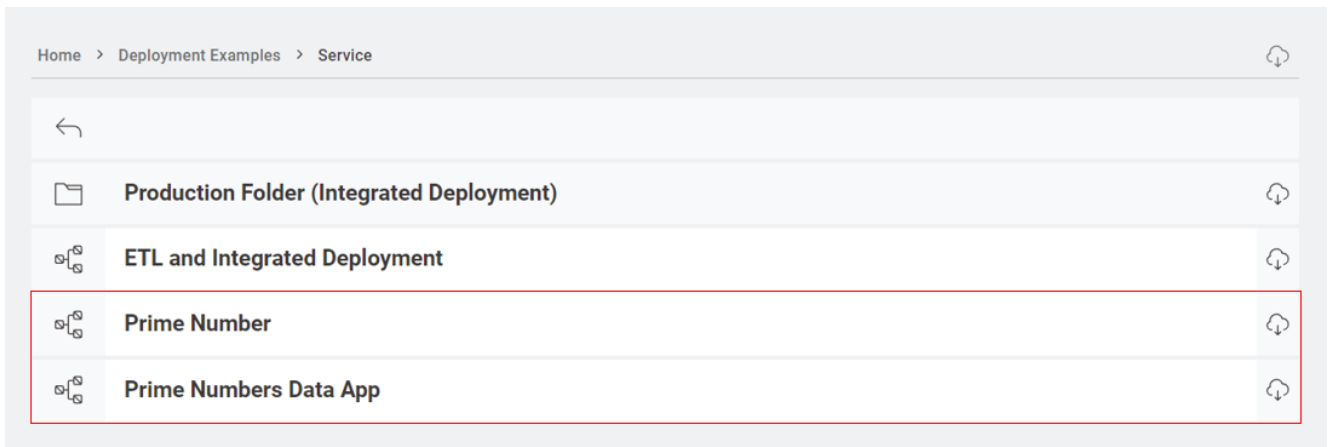 Home > Deployment Examples > Service
Production Folder (Integrated Deployment)
ETL and Integrated Deployment
Prime Number
Prime Numbers Data App